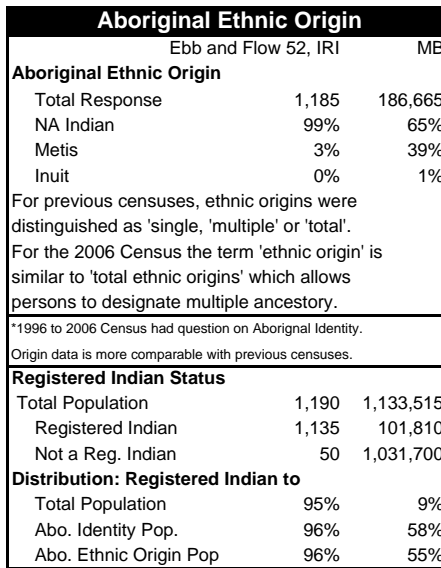 Aboriginal Ethnic Origin
Ebb and Flow 52, IRI MB
Aboriginal Ethnic Origin
Total Response 1,185 186,665
NA Indian 99% 65%
Metis 3% 39%
Inuit 0% 1%
For previous censuses, ethnic origins were
distinguished as 'single, 'multiple' or 'total'.
For the 2006 Census the term 'ethnic origin' is
similar to 'total ethnic origins' which allows
persons to designate multiple ancestory.
*1996 to 2006 Census had question on Aborignal Identity.
Origin data is more comparable with previous censuses.
Registered Indian Status
Total Population 1,190 1,133,515
Registered Indian 1,135 101,810
Not a Reg. Indian 50 1,031,700
Distribution: Registered Indian to
Total Population 95% 9%
Abo. Identity Pop. 96% 58%
Abo. Ethnic Origin Pop 96% 55%